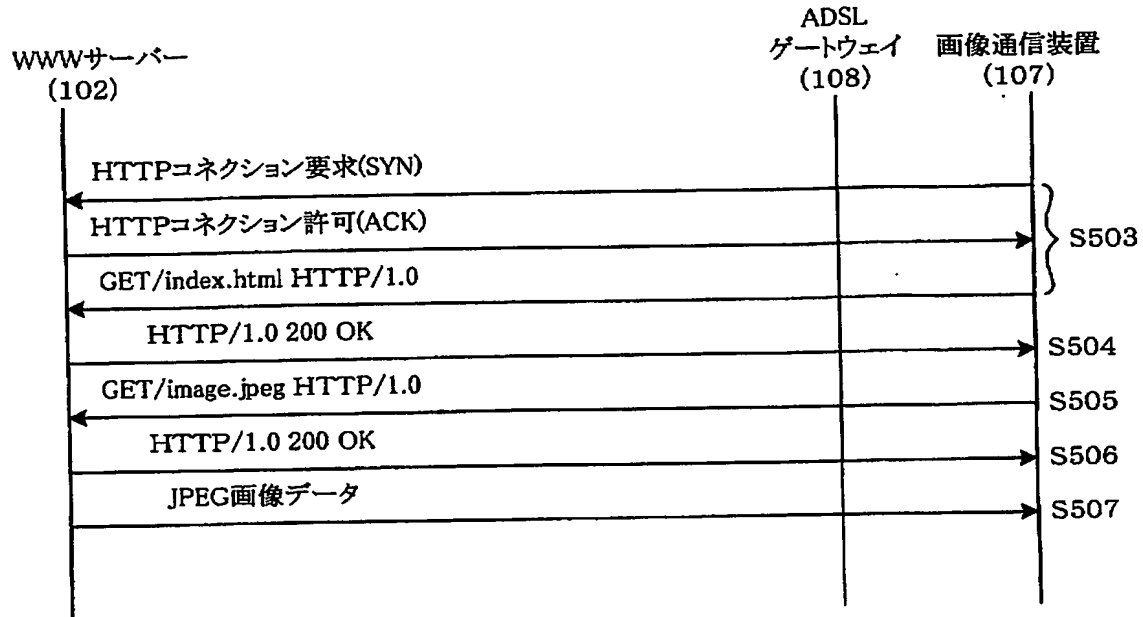 WWWサーバー
(102)
ADSL
ゲートウェイ
(108)
画像通信装置
(107)
HTTPコネクション要求(SYN)
HTTPコネクション許可(ACK)
S503
GET/index.html HTTP/1.0
HTTP/1.0 200 OK
S504
GET/image.jpeg HTTP/1.0
S505
HTTP/1.0 200 OK
S506
JPEG画像データ
S507